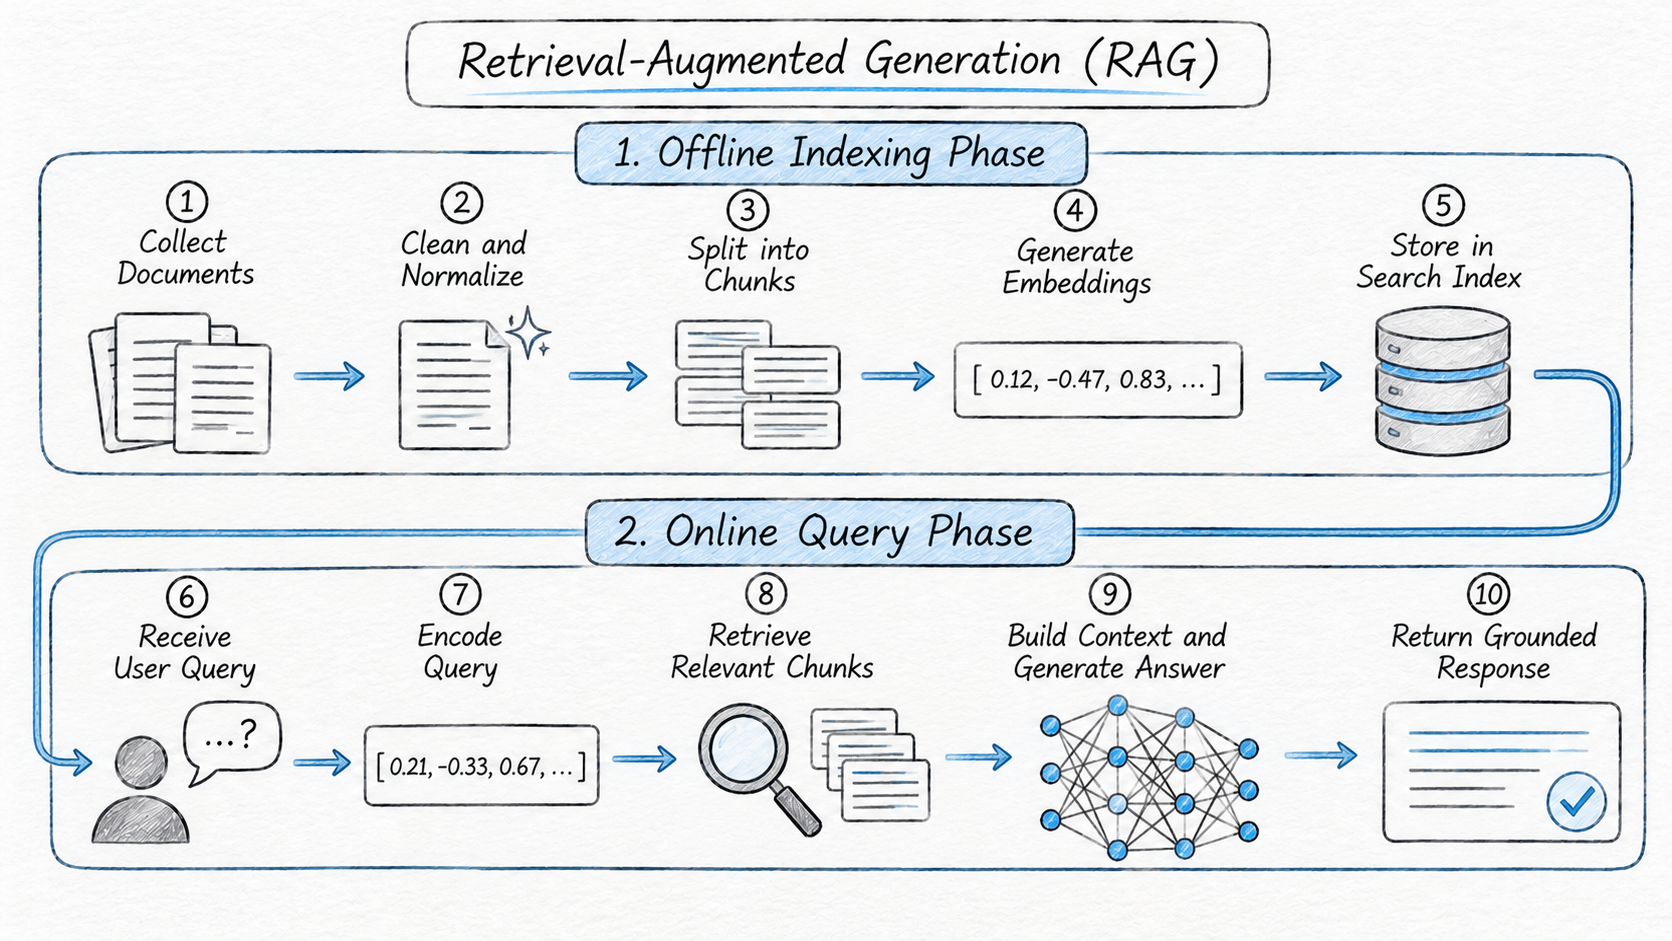 Retrieval-Augmented Generation (RAG)
1. Offline Indexing Phase
1
Collect
Documents
2
Clean and
Normalize
3
Split into
Chunks
4
Generate
Embeddings
5
Store in
Search Index
[ 0.12, −0.47, 0.83, ... ]
2. Online Query Phase
6
Receive
User Query
7
Encode
Query
8
Retrieve
Relevant Chunks
9
Build Context and
Generate Answer
10
Return Grounded
Response
...?
[ 0.21, −0.33, 0.67, ... ]